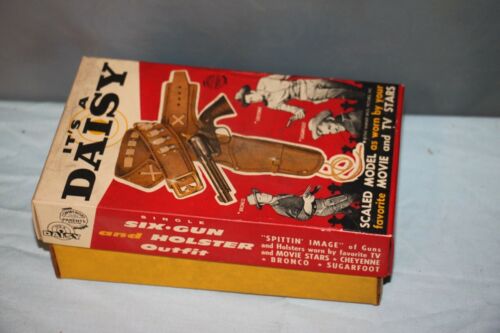 IT'S A
DAISY
SCALED MODEL as worn by your
favorite MOVIE and TV STARS
SINGLE
SIX·GUN
and HOLSTER
Outfit
"SPITTIN' IMAGE" of Guns
and Holsters worn by favorite TV
and MOVIE STARS • CHEYENNE
• BRONCO • SUGARFOOT
PARENTS'
DAISY